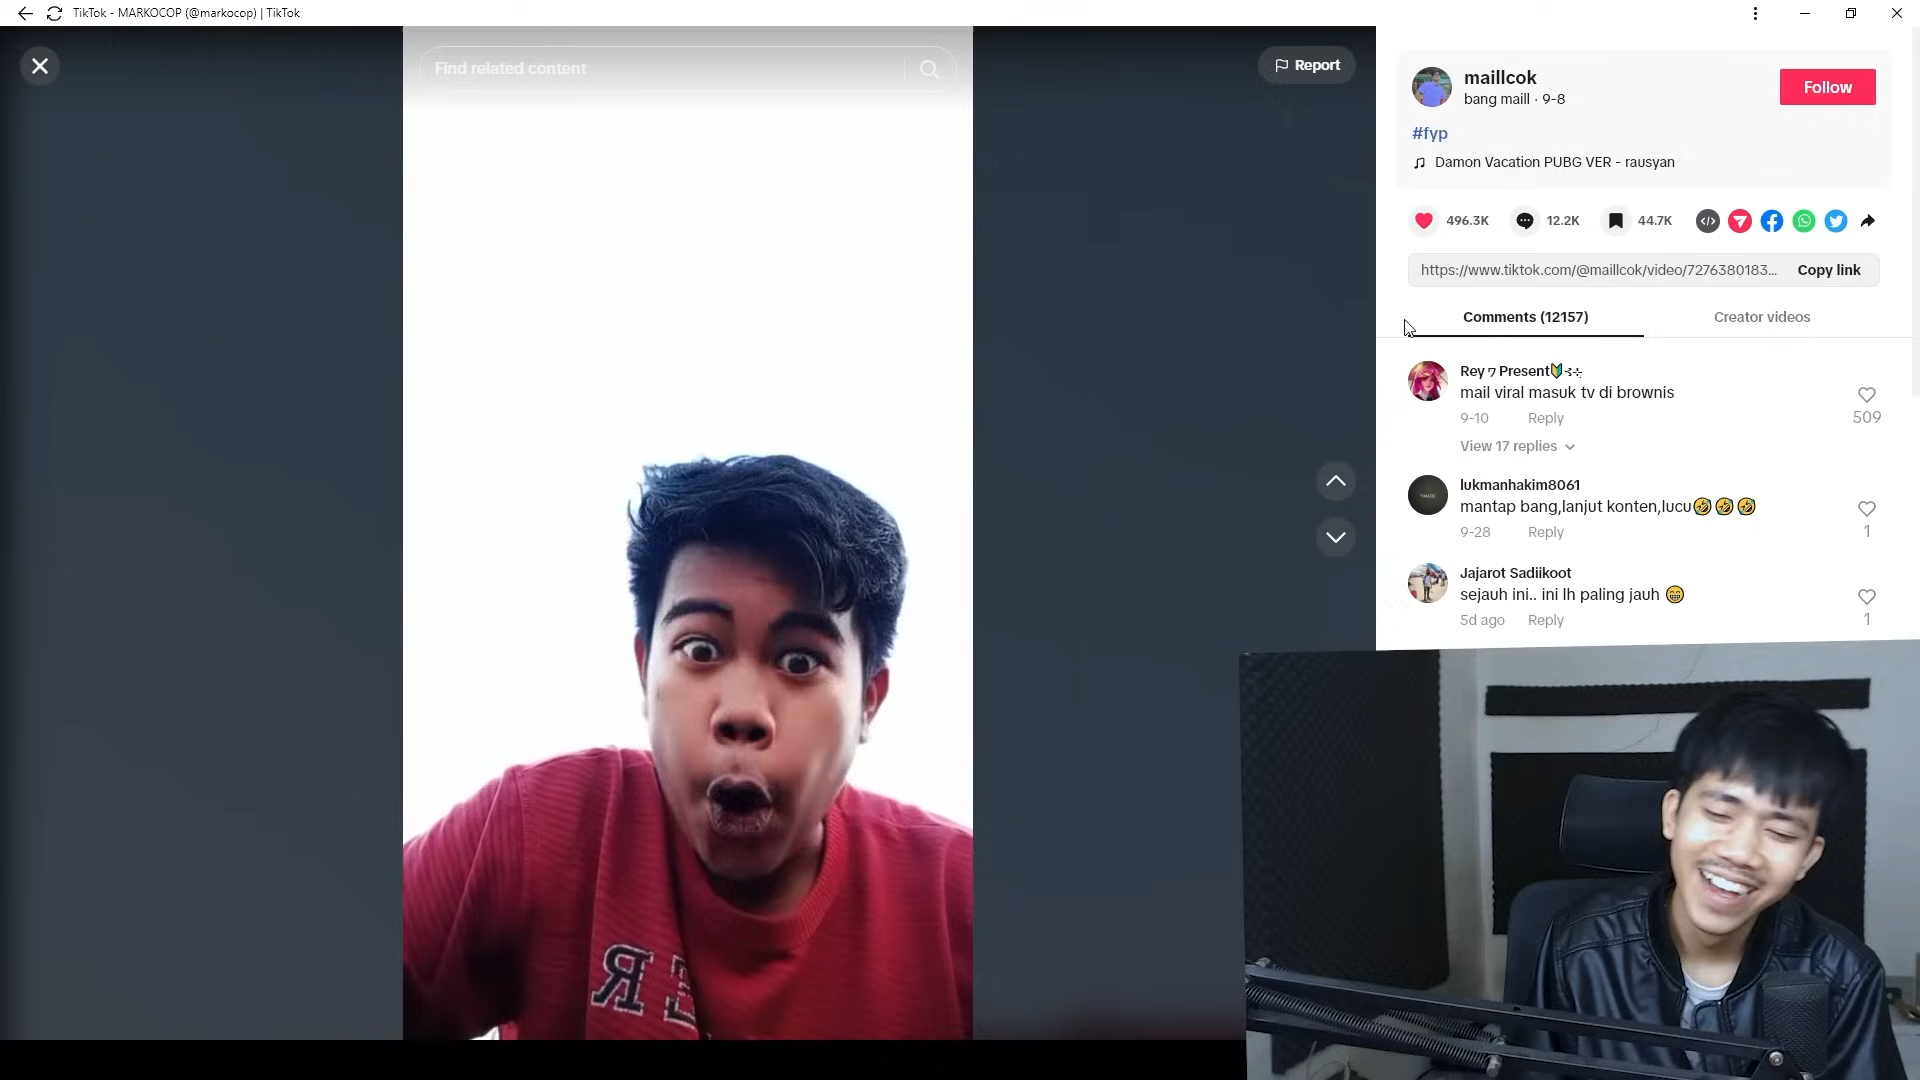 TikTok - MARKOCOP (@markocop) | TikTok
Find related content
Report
maillcok
bang maill · 9-8
Follow
#fyp
Damon Vacation PUBG VER - rausyan
496.3K
12.2K
44.7K
https://www.tiktok.com/@maillcok/video/7276380183...
Copy link
Comments (12157)
Creator videos
Rey 7 Present🔰
mail viral masuk tv di brownis
509
9-10
Reply
View 17 replies
lukmanhakim8061
mantap bang,lanjut konten,lucu🤣🤣🤣
9-28
Reply
1
Jajarot Sadiikoot
sejauh ini.. ini lh paling jauh 😁
5d ago
Reply
1